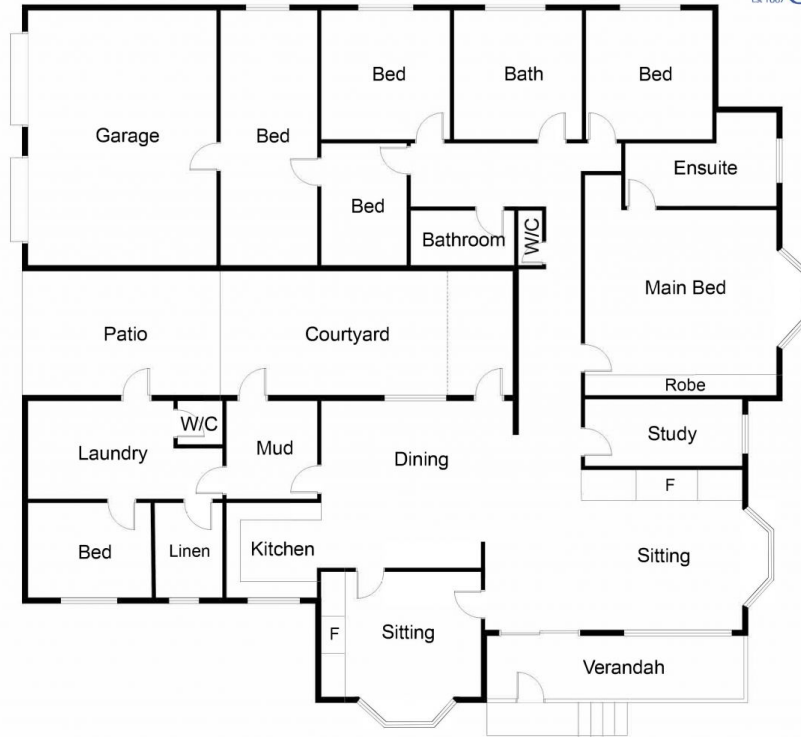 Bed
Bath
Bed
Garage
Bed
Ensuite
Bed
Bathroom
W/C
Main Bed
Patio
Courtyard
Robe
W/C
Study
Laundry
Mud
Dining
F
Bed
Linen
Kitchen
Sitting
F
Sitting
Verandah